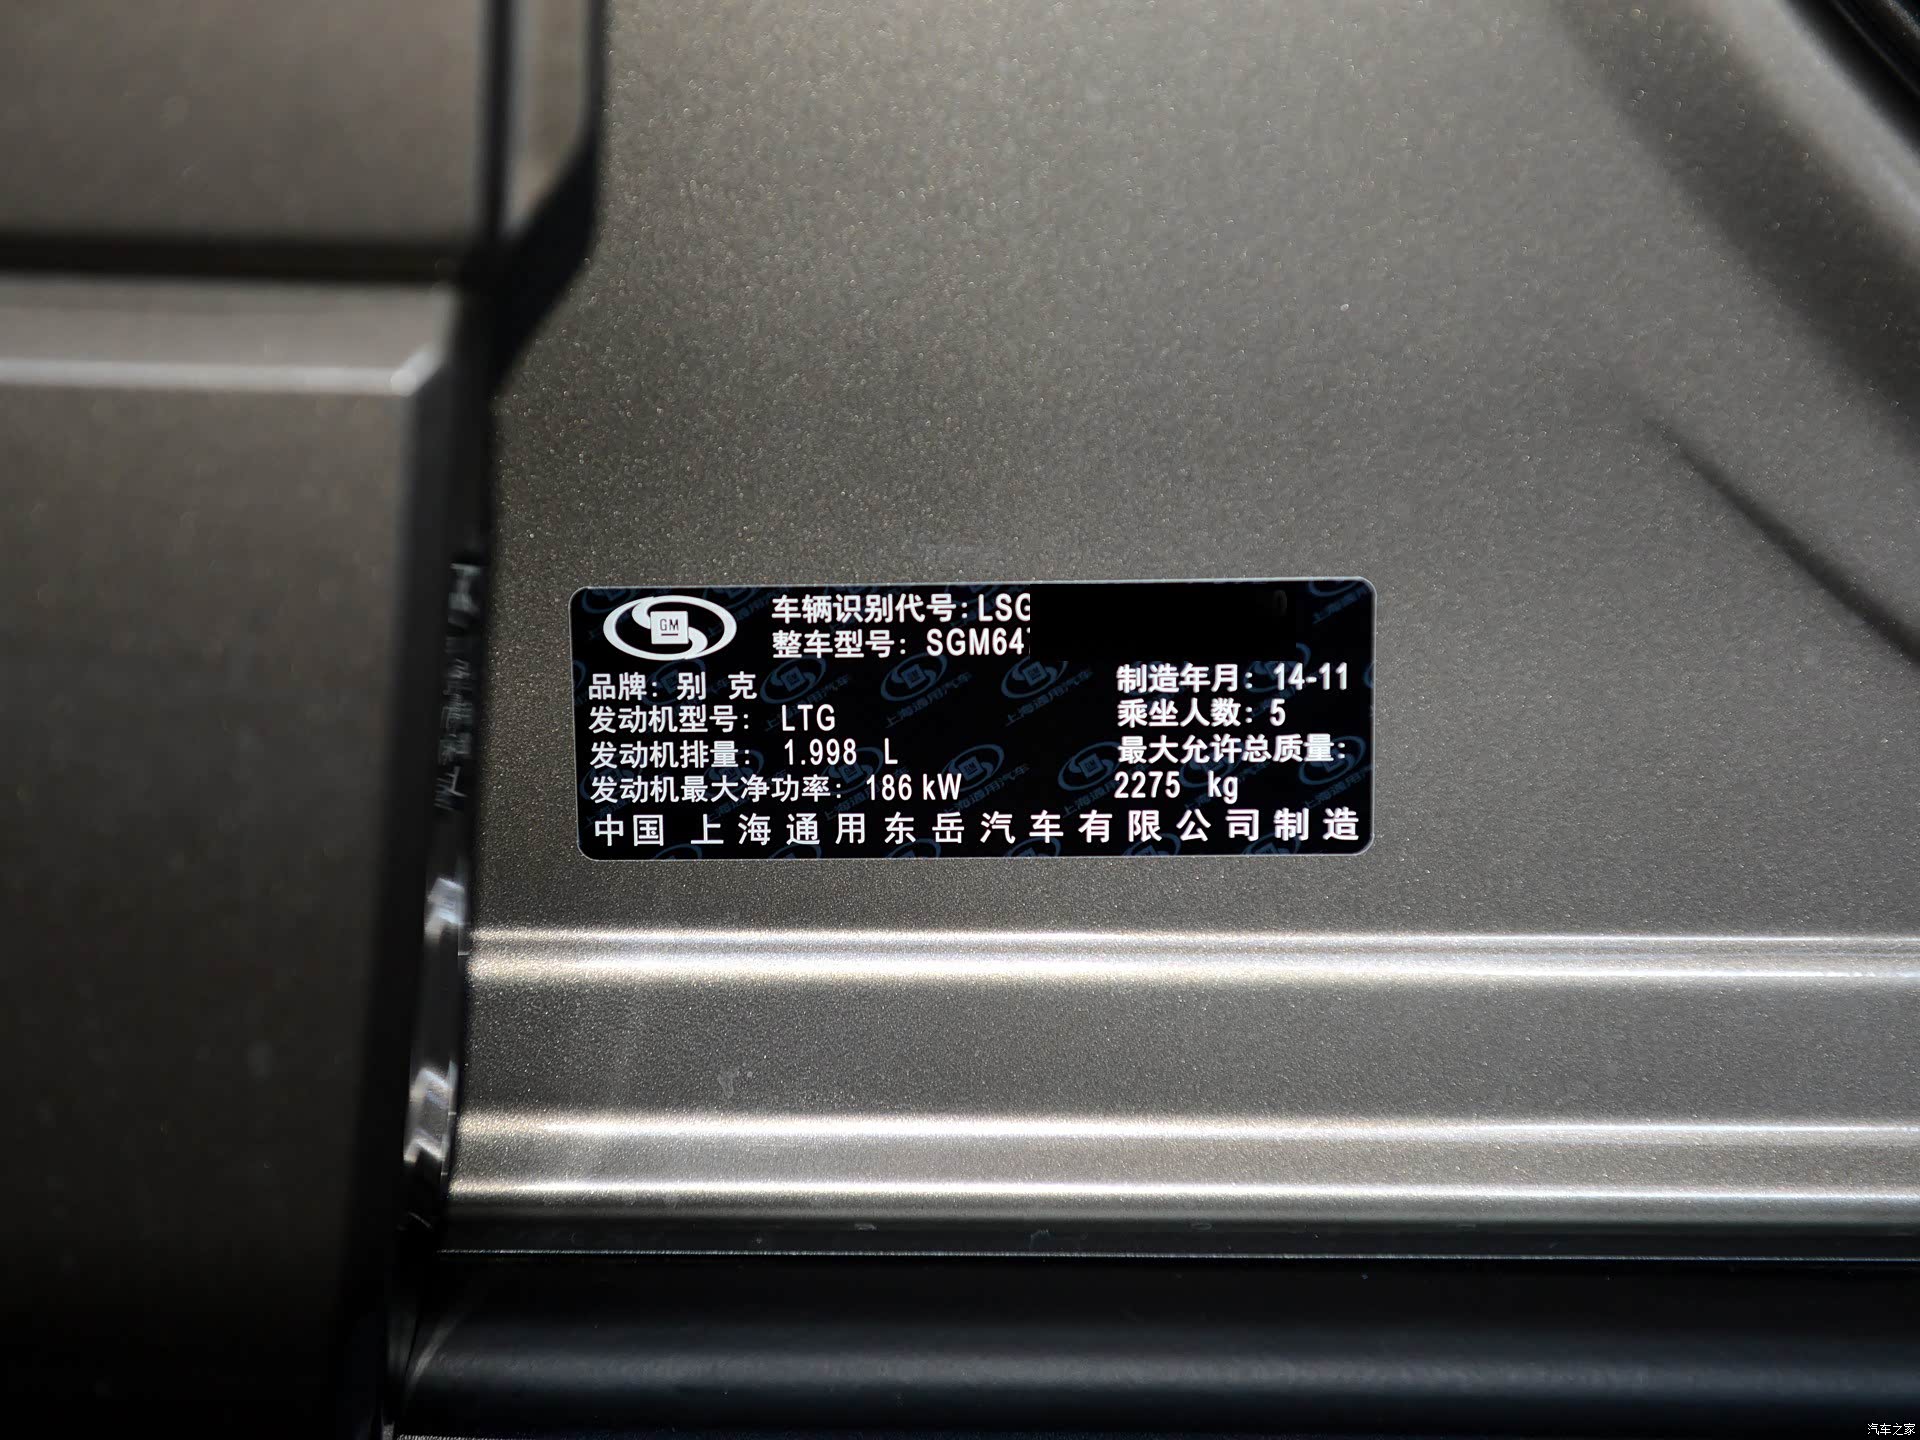 GM
车辆识别代号:LSG
整车型号: SGM64
品牌: 别 克
发动机型号: LTG
发动机排量: 1.998 L
发动机最大净功率: 186 kW
制造年月: 14-11
乘坐人数: 5
最大允许总质量:
2275 kg
中国 上海通用东岳汽车有限公司制造
汽车之家